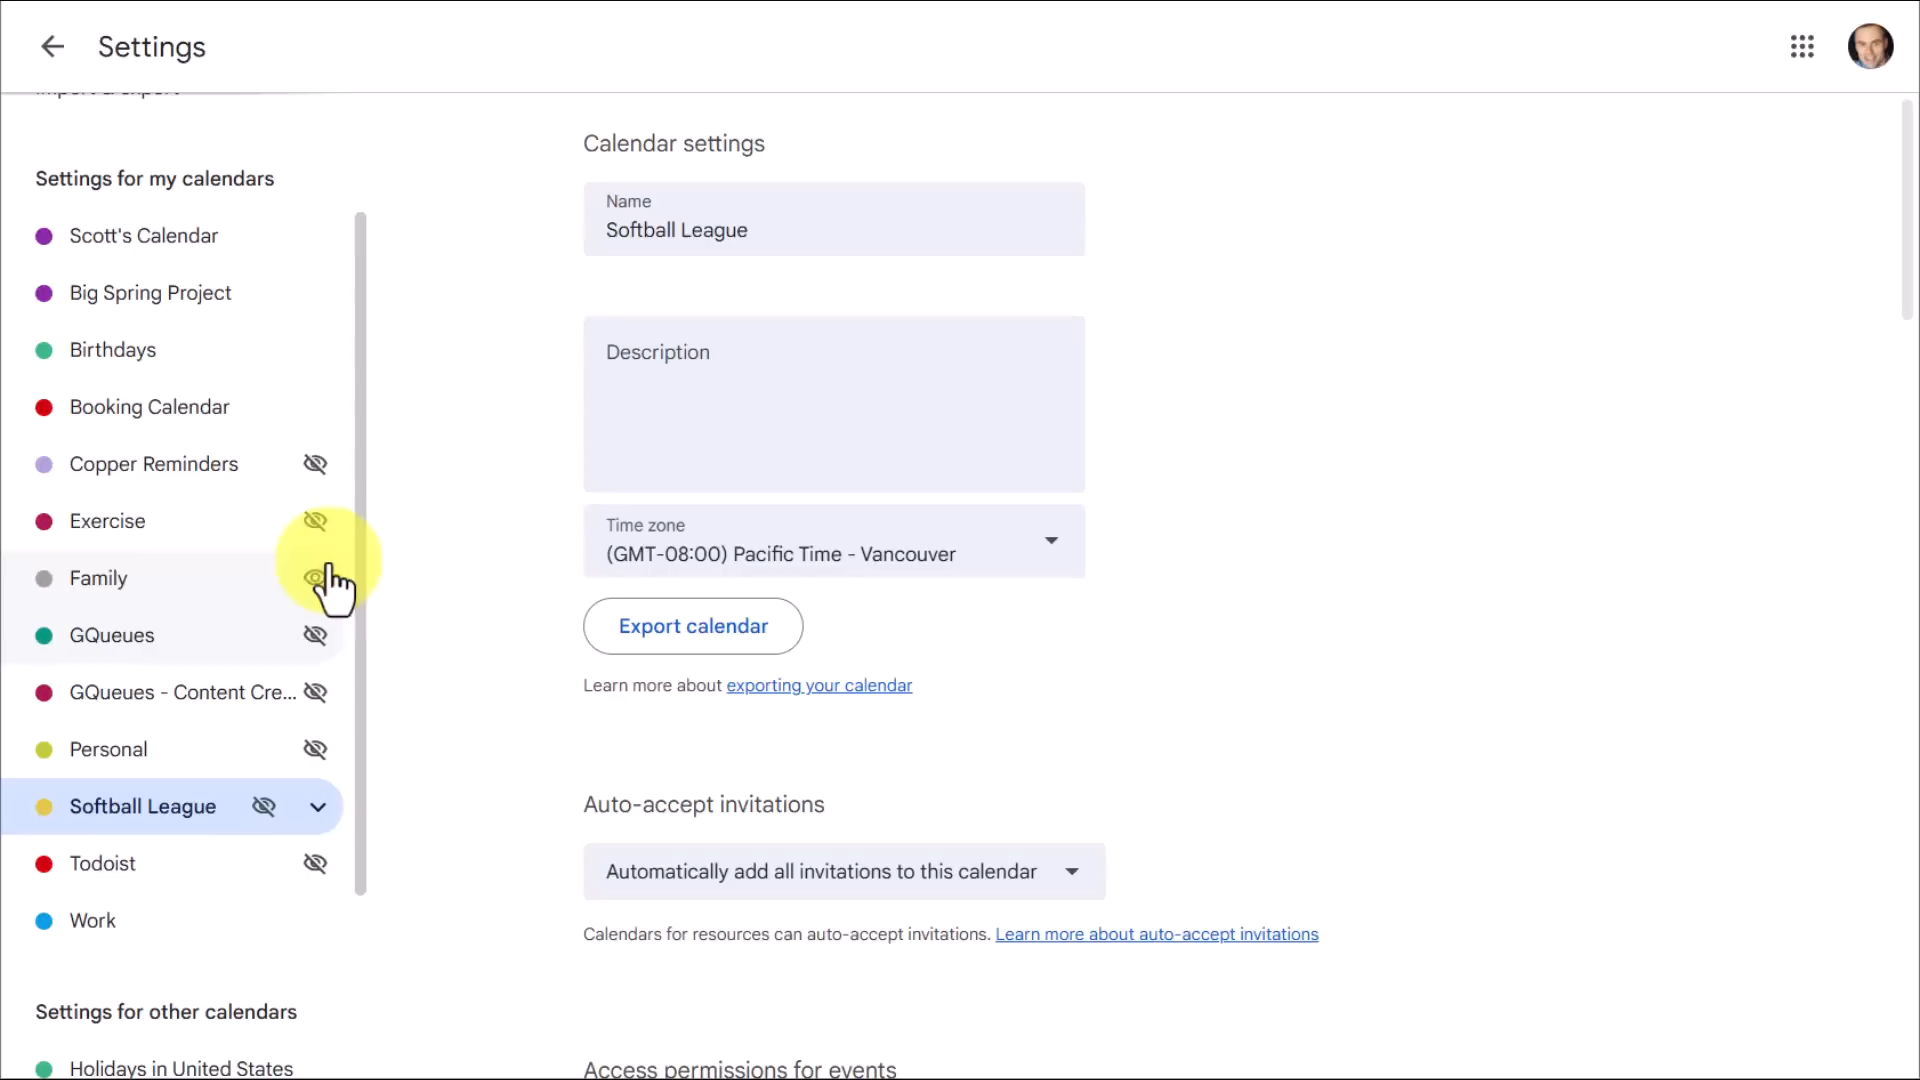 Settings
Import & export
Settings for my calendars
Scott's Calendar
Big Spring Project
Birthdays
Booking Calendar
Copper Reminders
Exercise
Family
GQueues
GQueues - Content Cre...
Personal
Softball League
Todoist
Work
Settings for other calendars
Holidays in United States
Calendar settings
Name
Softball League
Description
Time zone
(GMT-08:00) Pacific Time - Vancouver
Export calendar
Learn more about exporting your calendar
Auto-accept invitations
Automatically add all invitations to this calendar
Calendars for resources can auto-accept invitations. Learn more about auto-accept invitations
Access permissions for events